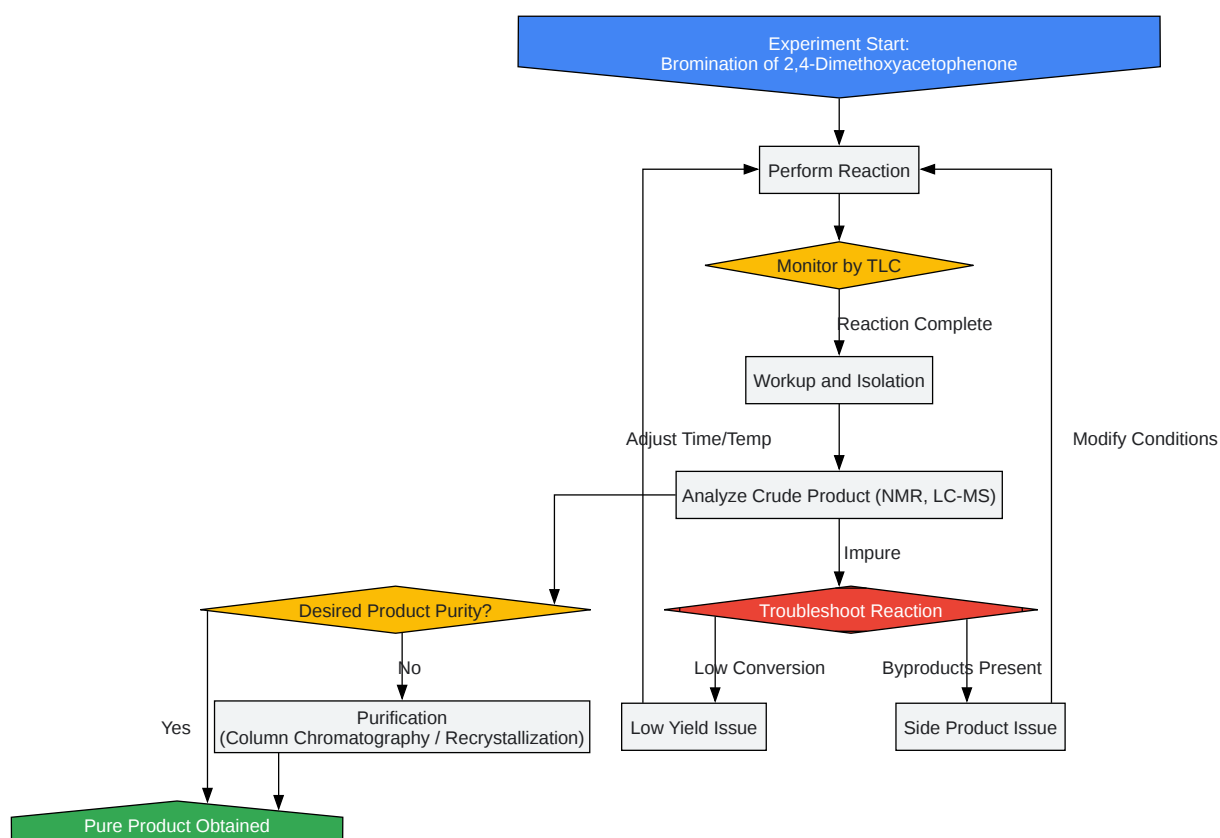 Experiment Start:
Bromination of 2,4-Dimethoxyacetophenone
Perform Reaction
Monitor by TLC
Reaction Complete
Workup and Isolation
Adjust Time/Temp
Modify Conditions
Analyze Crude Product (NMR, LC-MS)
Impure
Desired Product Purity?
Troubleshoot Reaction
No
Low Conversion
Byproducts Present
Yes
Purification
(Column Chromatography / Recrystallization)
Low Yield Issue
Side Product Issue
Pure Product Obtained